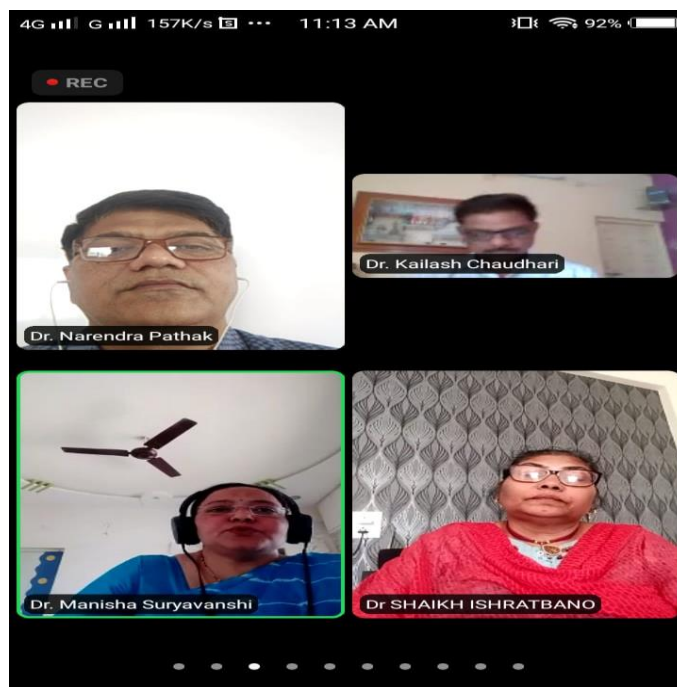 4G G 157K/s S ••• 11:13 AM 92%
REC
Dr. Narendra Pathak
Dr. Kailash Chaudhari
Dr. Manisha Suryavanshi
Dr SHAIKH ISHRATBANO